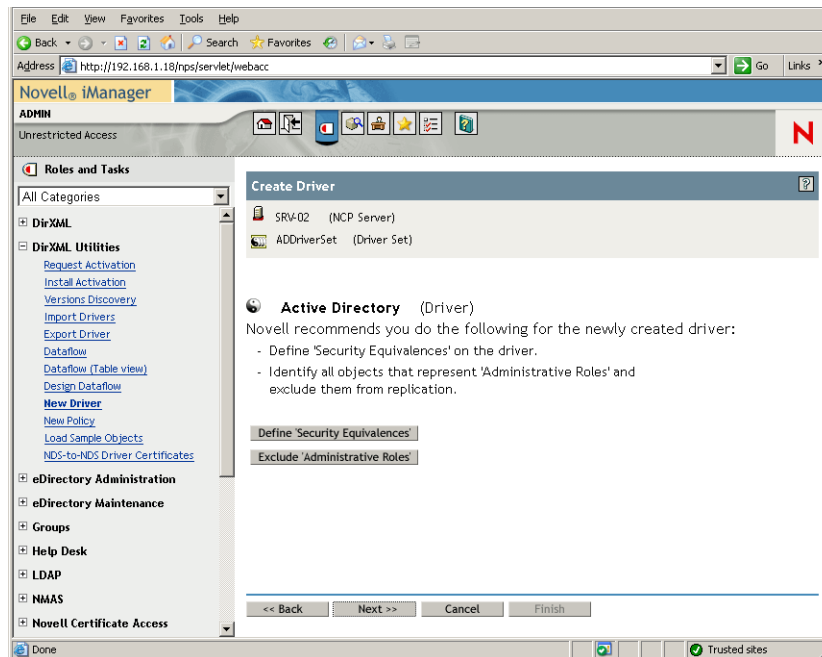 File Edit View Favorites Tools Help
Back Search Favorites
Address http://192.168.1.18/nps/servlet/webacc Go Links
Novell® iManager
ADMIN
Unrestricted Access
N
Roles and Tasks
All Categories
DirXML
DirXML Utilities
Request Activation
Install Activation
Versions Discovery
Import Drivers
Export Driver
Dataflow
Dataflow (Table view)
Design Dataflow
New Driver
New Policy
Load Sample Objects
NDS-to-NDS Driver Certificates
eDirectory Administration
eDirectory Maintenance
Groups
Help Desk
LDAP
NMAS
Novell Certificate Access
Create Driver ?
SRV-02 (NCP Server)
ADDriverSet (Driver Set)
Active Directory (Driver)
Novell recommends you do the following for the newly created driver:
- Define 'Security Equivalences' on the driver.
- Identify all objects that represent 'Administrative Roles' and
exclude them from replication.
Define 'Security Equivalences'
Exclude 'Administrative Roles'
<< Back Next >> Cancel Finish
Done Trusted sites